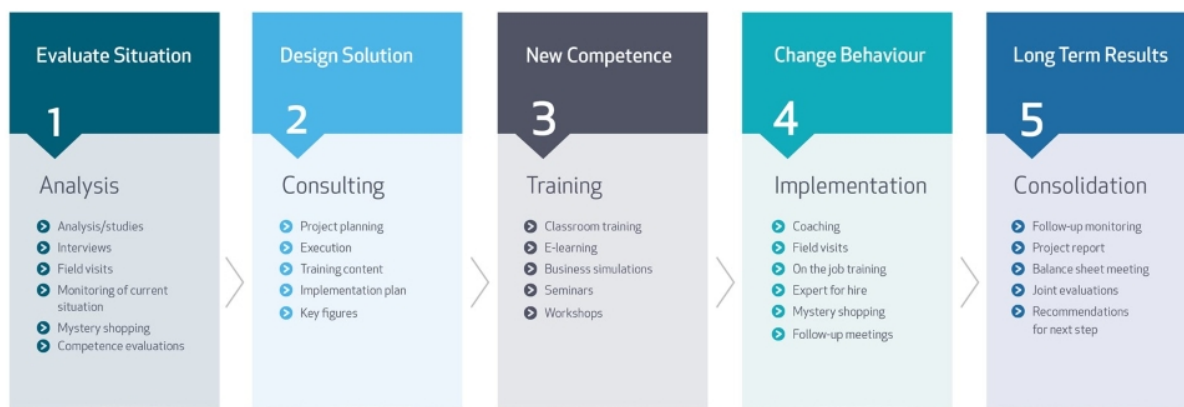 Evaluate Situation
1
Analysis
Analysis/studies
Interviews
Field visits
Monitoring of current
situation
Mystery shopping
Competence evaluations
Design Solution
2
Consulting
Project planning
Execution
Training content
Implementation plan
Key figures
New Competence
3
Training
Classroom training
E-learning
Business simulations
Seminars
Workshops
Change Behaviour
4
Implementation
Coaching
Field visits
On the job training
Expert for hire
Mystery shopping
Follow-up meetings
Long Term Results
5
Consolidation
Follow-up monitoring
Project report
Balance sheet meeting
Joint evaluations
Recommendations
for next step